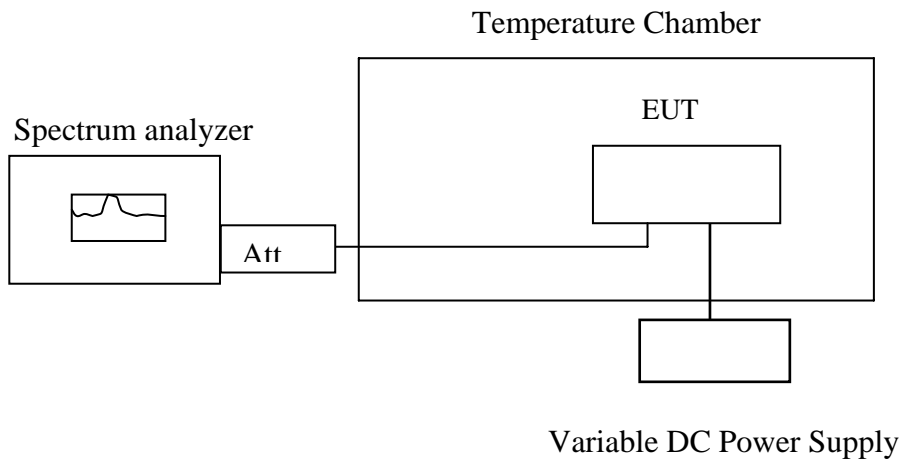 Temperature Chamber
EUT
Spectrum analyzer
Att
Variable DC Power Supply